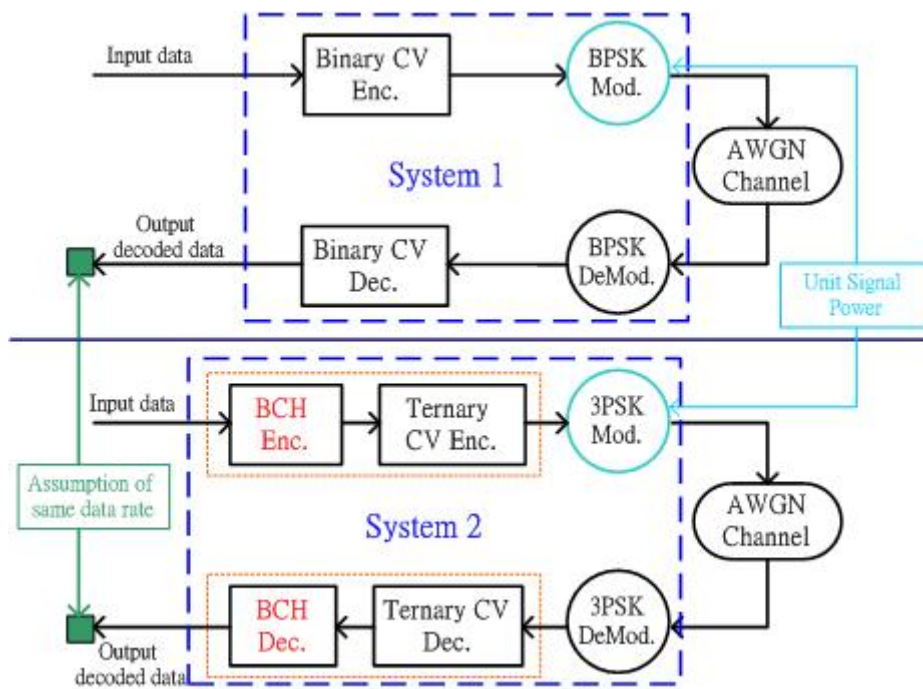 Input data
Binary CV
Enc.
BPSK
Mod.
AWGN
Channel
System 1
Output
decoded data
Binary CV
Dec.
BPSK
DeMod.
Unit Signal
Power
Input data
BCH
Enc.
Ternary
CV Enc.
3PSK
Mod.
Assumption of
same data rate
System 2
AWGN
Channel
BCH
Dec.
Ternary CV
Dec.
3PSK
DeMod.
Output
decoded data